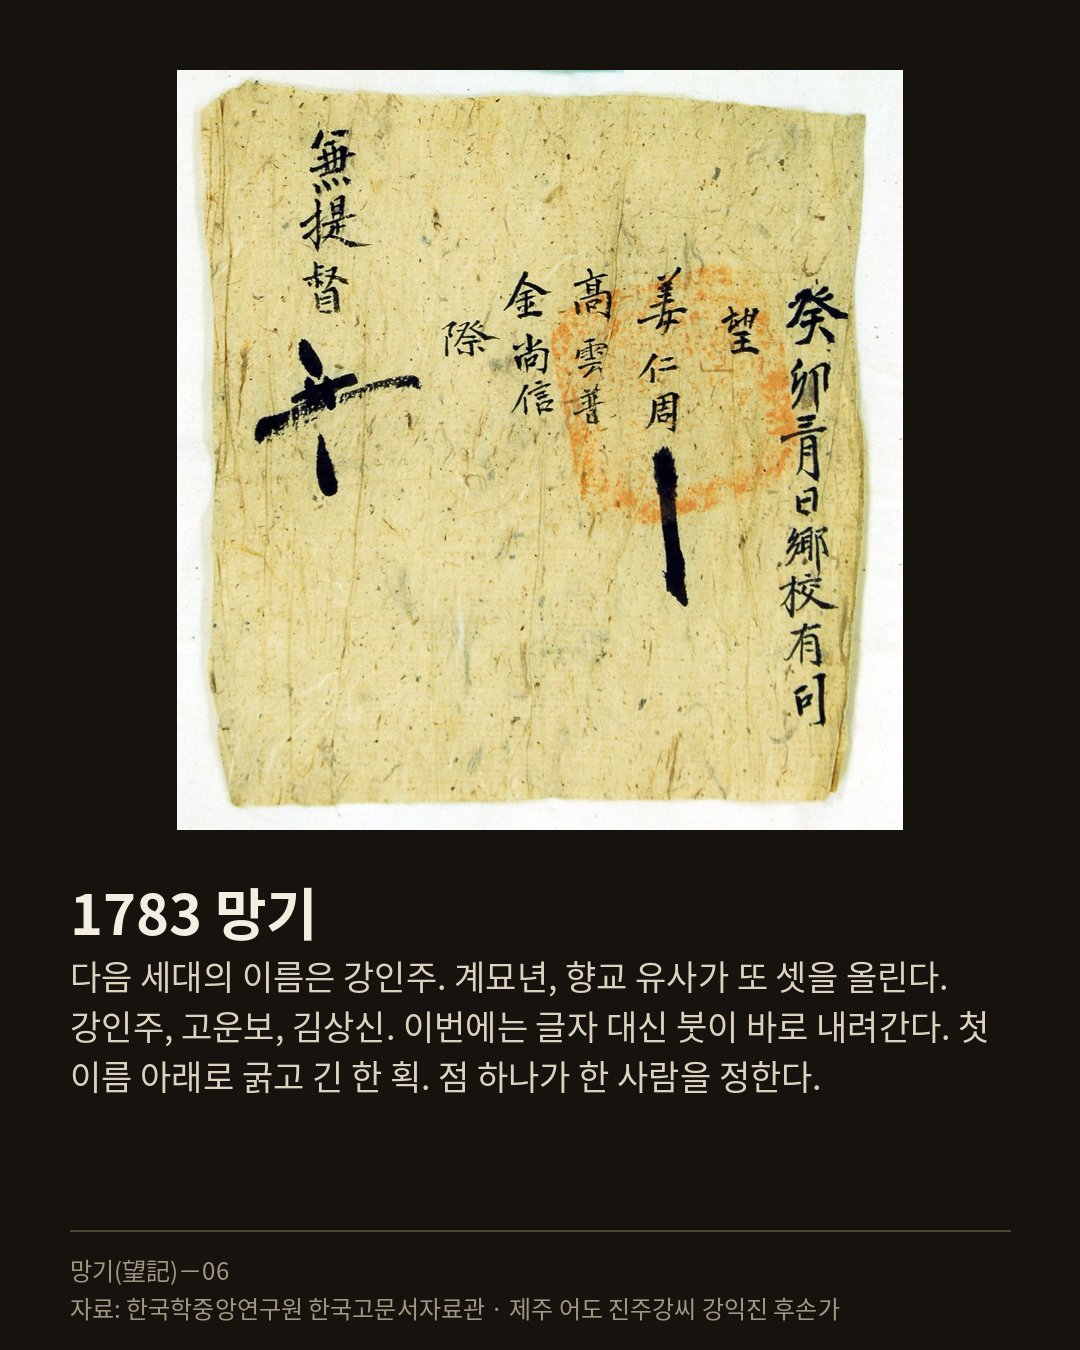 癸卯三月日鄕校有司
望
姜仁周
高雲普
金尙信
際
無提督
1783 망기
다음 세대의 이름은 강인주. 계묘년, 향교 유사가 또 셋을 올린다.
강인주, 고운보, 김상신. 이번에는 글자 대신 붓이 바로 내려간다. 첫
이름 아래로 굵고 긴 한 획. 점 하나가 한 사람을 정한다.
망기(望記)—06
자료: 한국학중앙연구원 한국고문서자료관 · 제주 어도 진주강씨 강익진 후손가